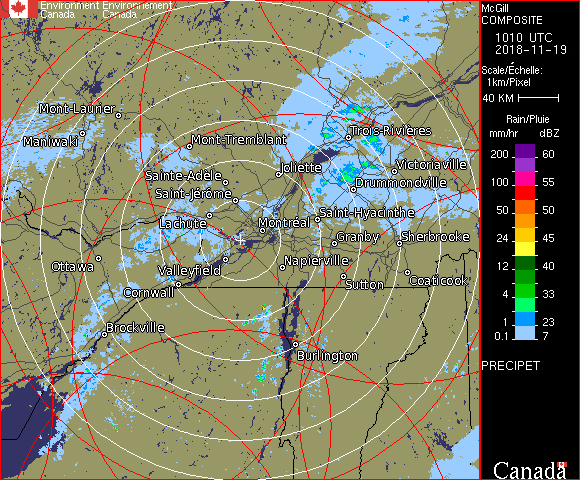 Environment Environnement
Canada Canada
McGill
COMPOSITE
1010 UTC
2018-11-19
Scale/Échelle:
1km/Pixel
40 KM
Rain/Pluie
mm/hr dBZ
200 60
100 55
50 50
24 45
12 40
4 33
1 23
0.1 7
PRECIPET
Canada
Mont-Laurier
Maniwaki
Mont-Tremblant
Trois-Rivières
Joliette
Victoriaville
Sainte-Adèle
Drummondville
Saint-Jérôme
Lachute
Saint-Hyacinthe
Montréal
Granby
Sherbrooke
Ottawa
Valleyfield
Napierville
Cornwall
Sutton
Coaticook
Brockville
Burlington